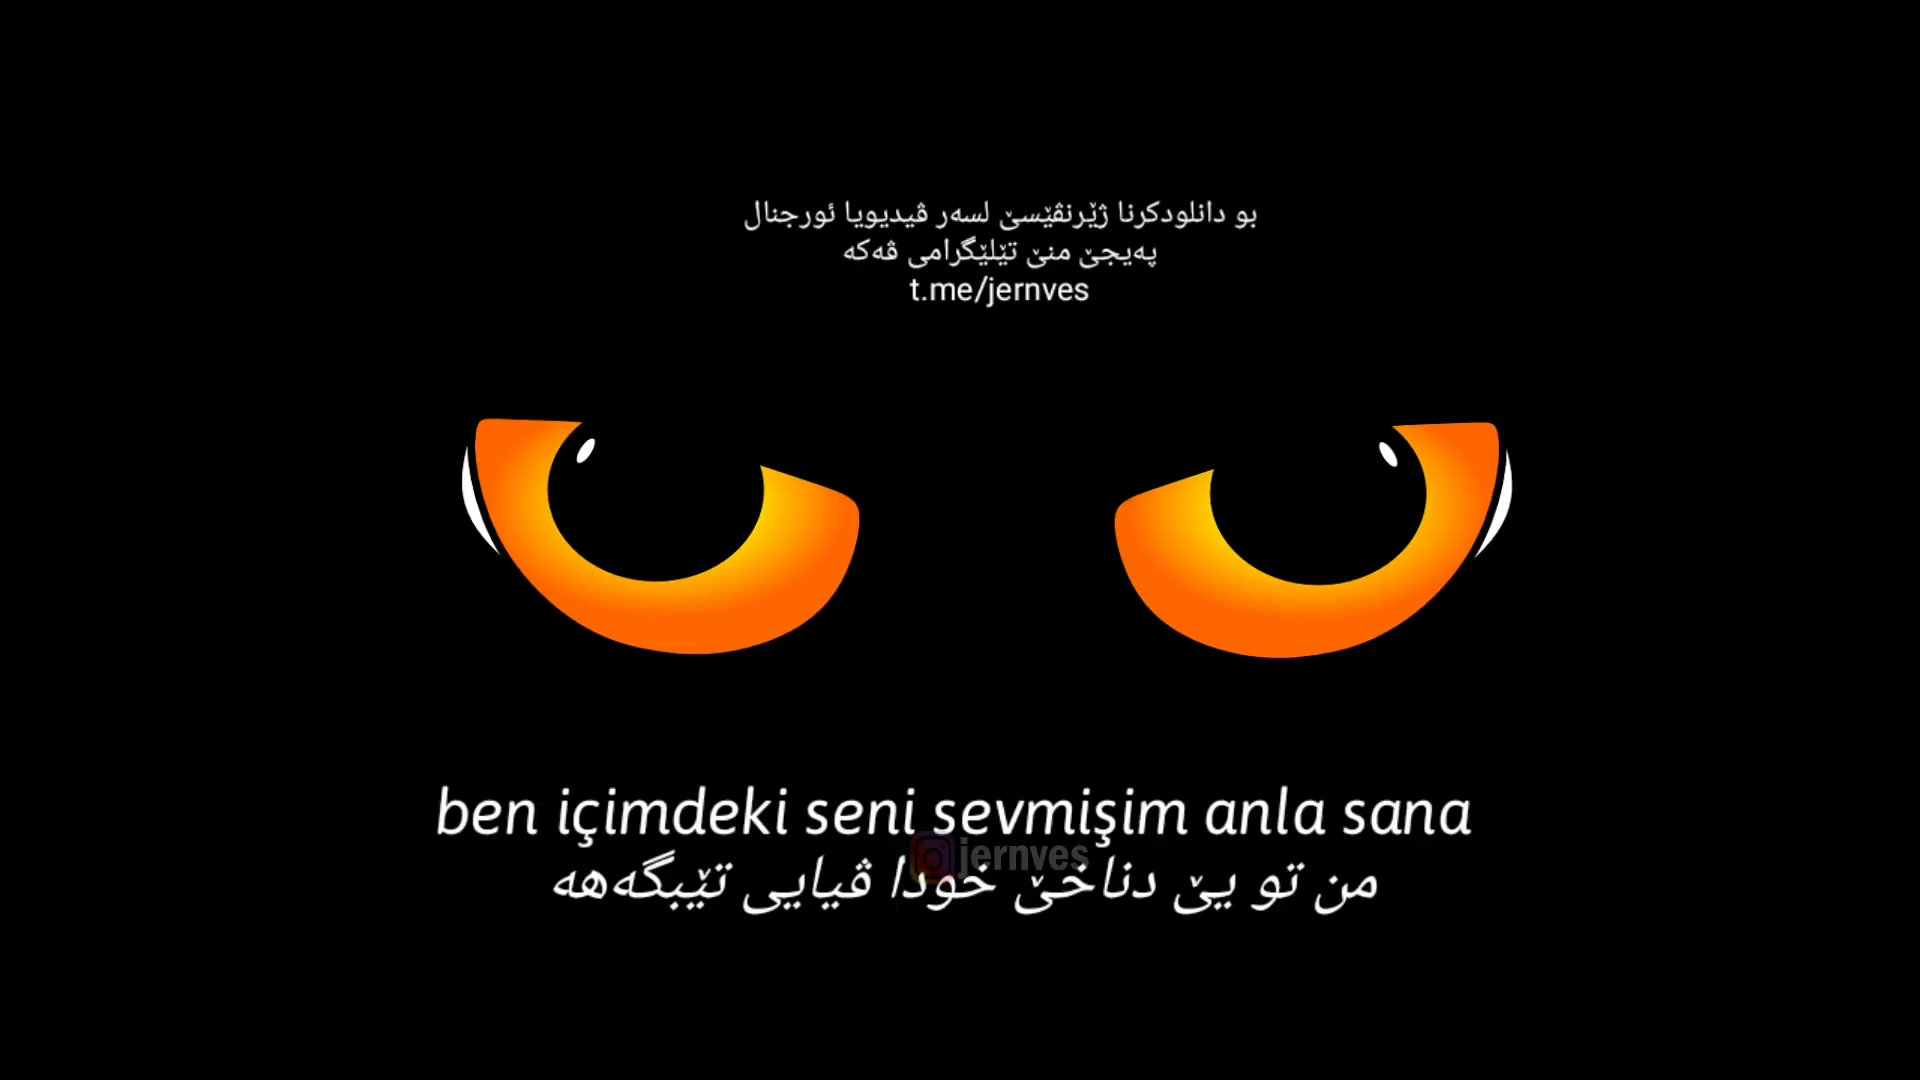 بو دانلودکرنا ژێرنڤێسێ لسەر ڤیدیویا ئورجنال
پەیجێ منێ تێلێگرامی ڤەکە
t.me/jernves
ben içimdeki seni sevmişim anla sana
jernves
من تو یێ دناخێ خودا ڤیایی تێبگەهە